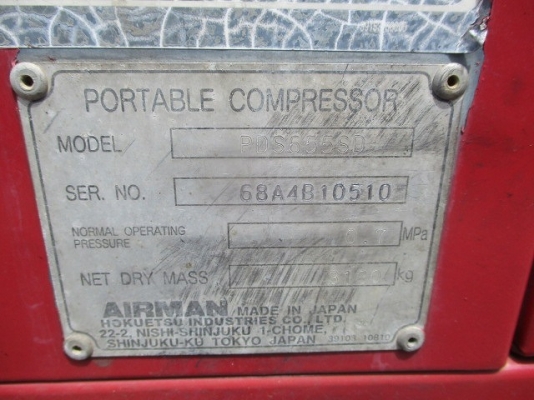 PORTABLE COMPRESSOR
MODEL
SER. NO. 68A4B10510
NORMAL OPERATING
PRESSURE MPa
NET DRY MASS kg
AIRMAN MADE IN JAPAN
HOKUETSU INDUSTRIES CO., LTD.
22-2, NISHI-SHINJUKU 1-CHOME,
SHINJUKU-KU TOKYO JAPAN